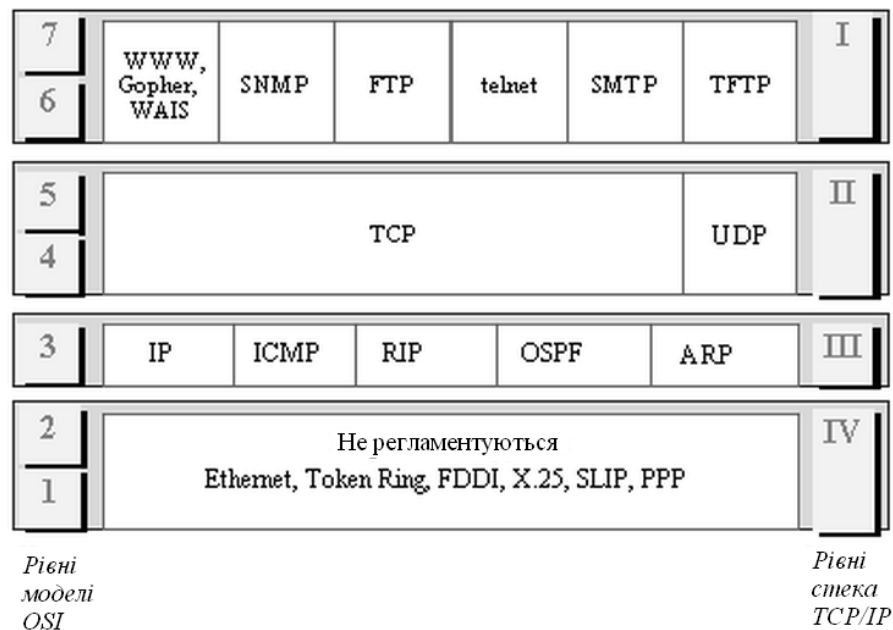 7
6
WWW,
Gopher,
WAIS
SNMP
FTP
telnet
SMTP
TFTP
I
5
4
TCP
UDP
II
3
IP
ICMP
RIP
OSPF
ARP
III
2
1
Не регламентуються
Ethernet, Token Ring, FDDI, X.25, SLIP, PPP
IV
Рівні
моделі
OSI
Рівні
стека
TCP/IP